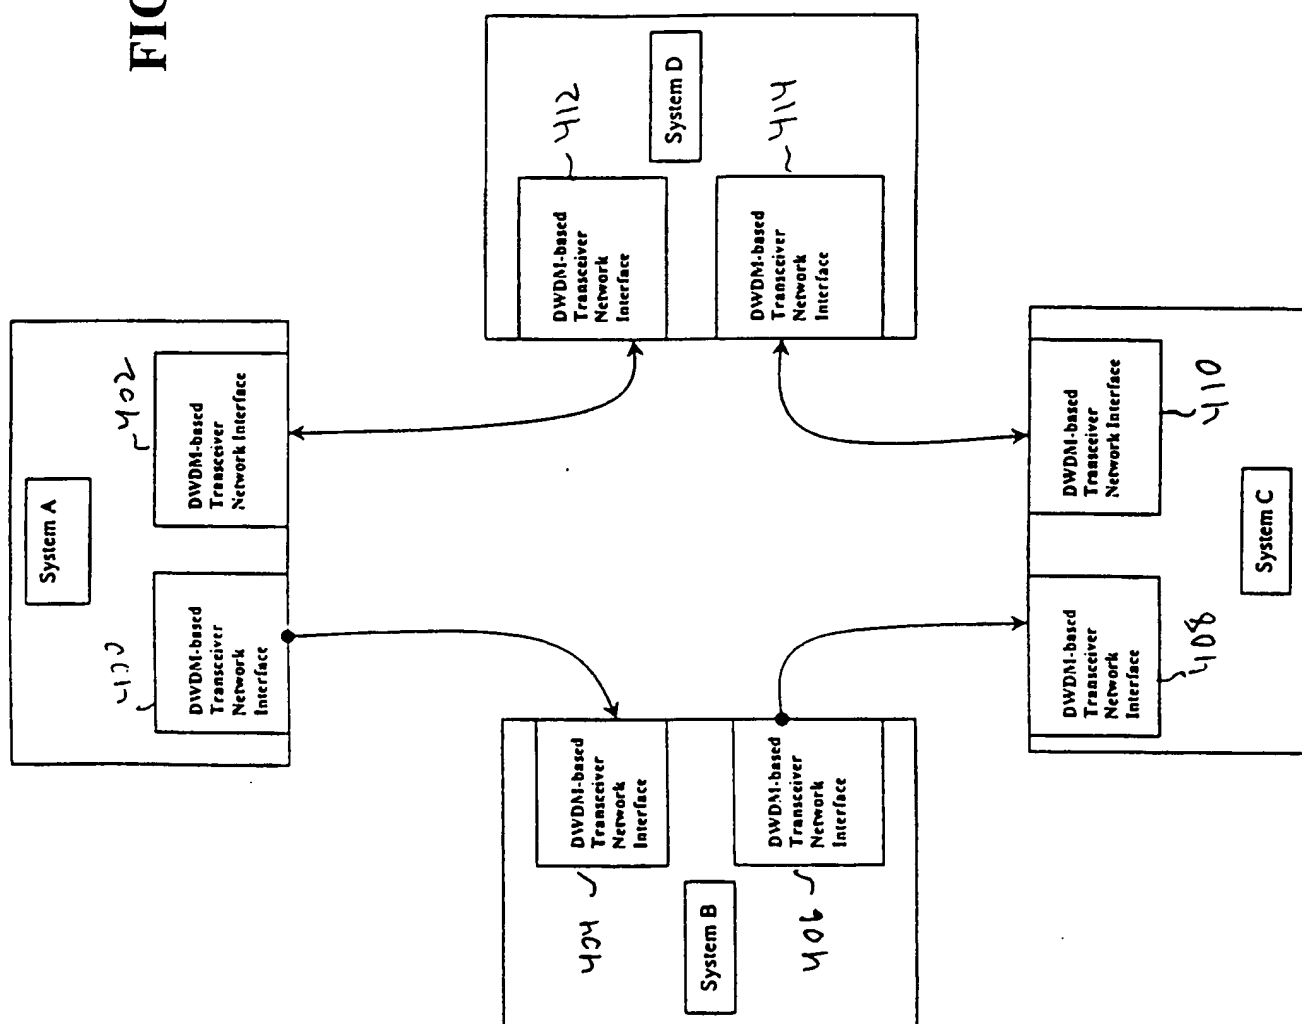 System A
400
402
FIG
DWDM-based
Transceiver
Network
Interface
DWDM-based
Transceiver
Network Interface
404
DWDM-based
Transceiver
Network
Interface
DWDM-based
Transceiver
Network
Interface
412
System B
System D
406
DWDM-based
Transceiver
Network
Interface
DWDM-based
Transceiver
Network
Interface
414
DWDM-based
Transceiver
Network
Interface
DWDM-based
Transceiver
Network Interface
408
410
System C